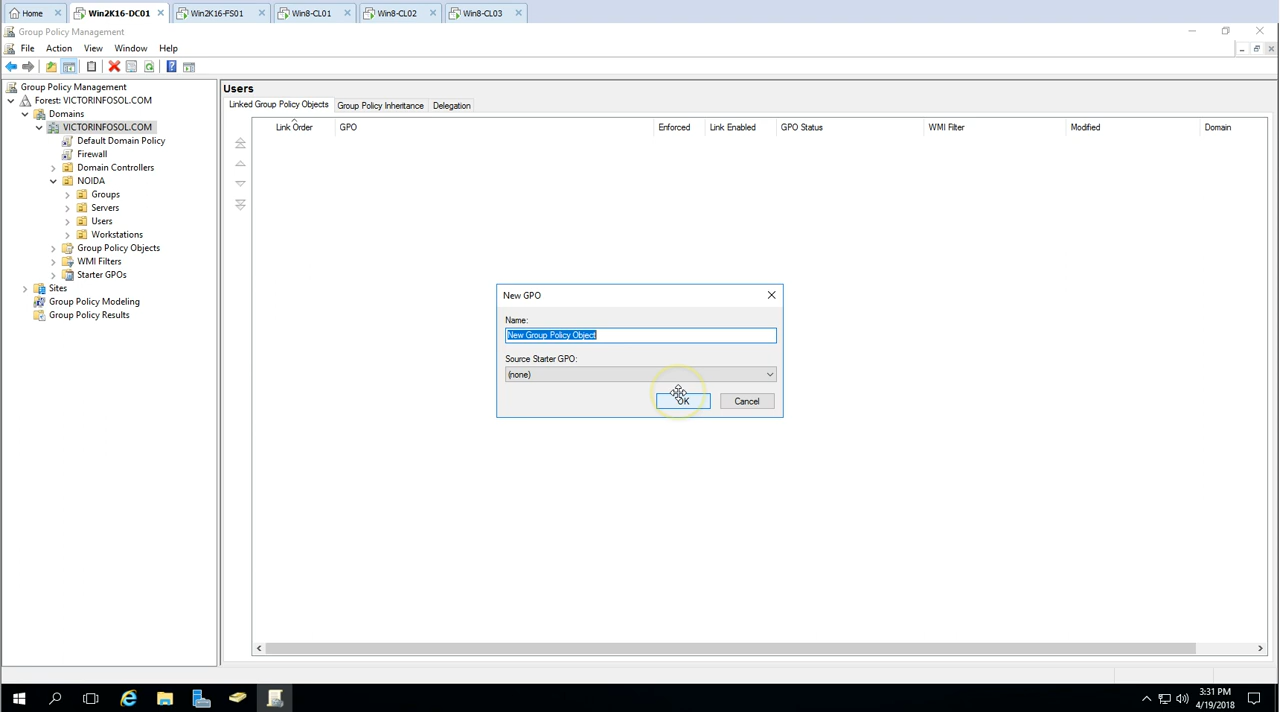 Home
Win2K16-DC01
Win2K16-FS01
Win8-CL01
Win8-CL02
Win8-CL03
Group Policy Management
File Action View Window Help
Group Policy Management
Forest: VICTORINFOSOL.COM
Domains
VICTORINFOSOL.COM
Default Domain Policy
Firewall
Domain Controllers
NOIDA
Groups
Servers
Users
Workstations
Group Policy Objects
WMI Filters
Starter GPOs
Sites
Group Policy Modeling
Group Policy Results
Users
Linked Group Policy Objects Group Policy Inheritance Delegation
Link Order GPO Enforced Link Enabled GPO Status WMI Filter Modified Domain
New GPO
Name:
New Group Policy Object
Source Starter GPO:
(none)
OK Cancel
3:31 PM
4/19/2018